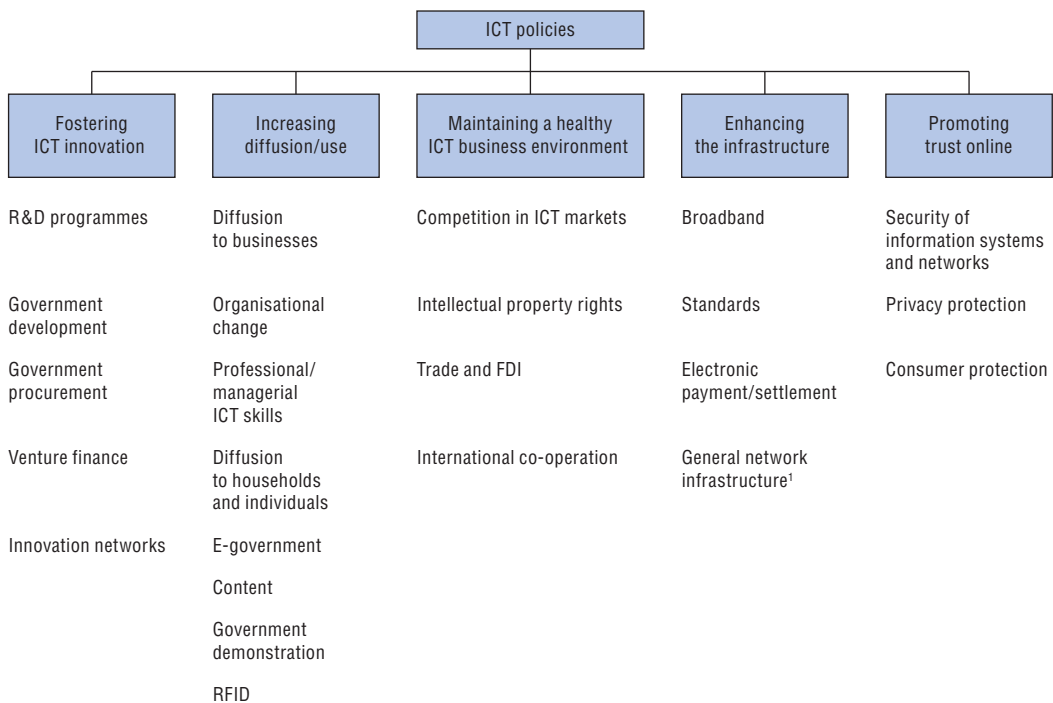 ICT policies
Fostering
ICT innovation
Increasing
diffusion/use
Maintaining a healthy
ICT business environment
Enhancing
the infrastructure
Promoting
trust online
R&D programmes
Government
development
Government
procurement
Venture finance
Innovation networks
Diffusion
to businesses
Organisational
change
Professional/
managerial
ICT skills
Diffusion
to households
and individuals
E-government
Content
Government
demonstration
RFID
Competition in ICT markets
Intellectual property rights
Trade and FDI
International co-operation
Broadband
Standards
Electronic
payment/settlement
General network
infrastructure¹
Security of
information systems
and networks
Privacy protection
Consumer protection